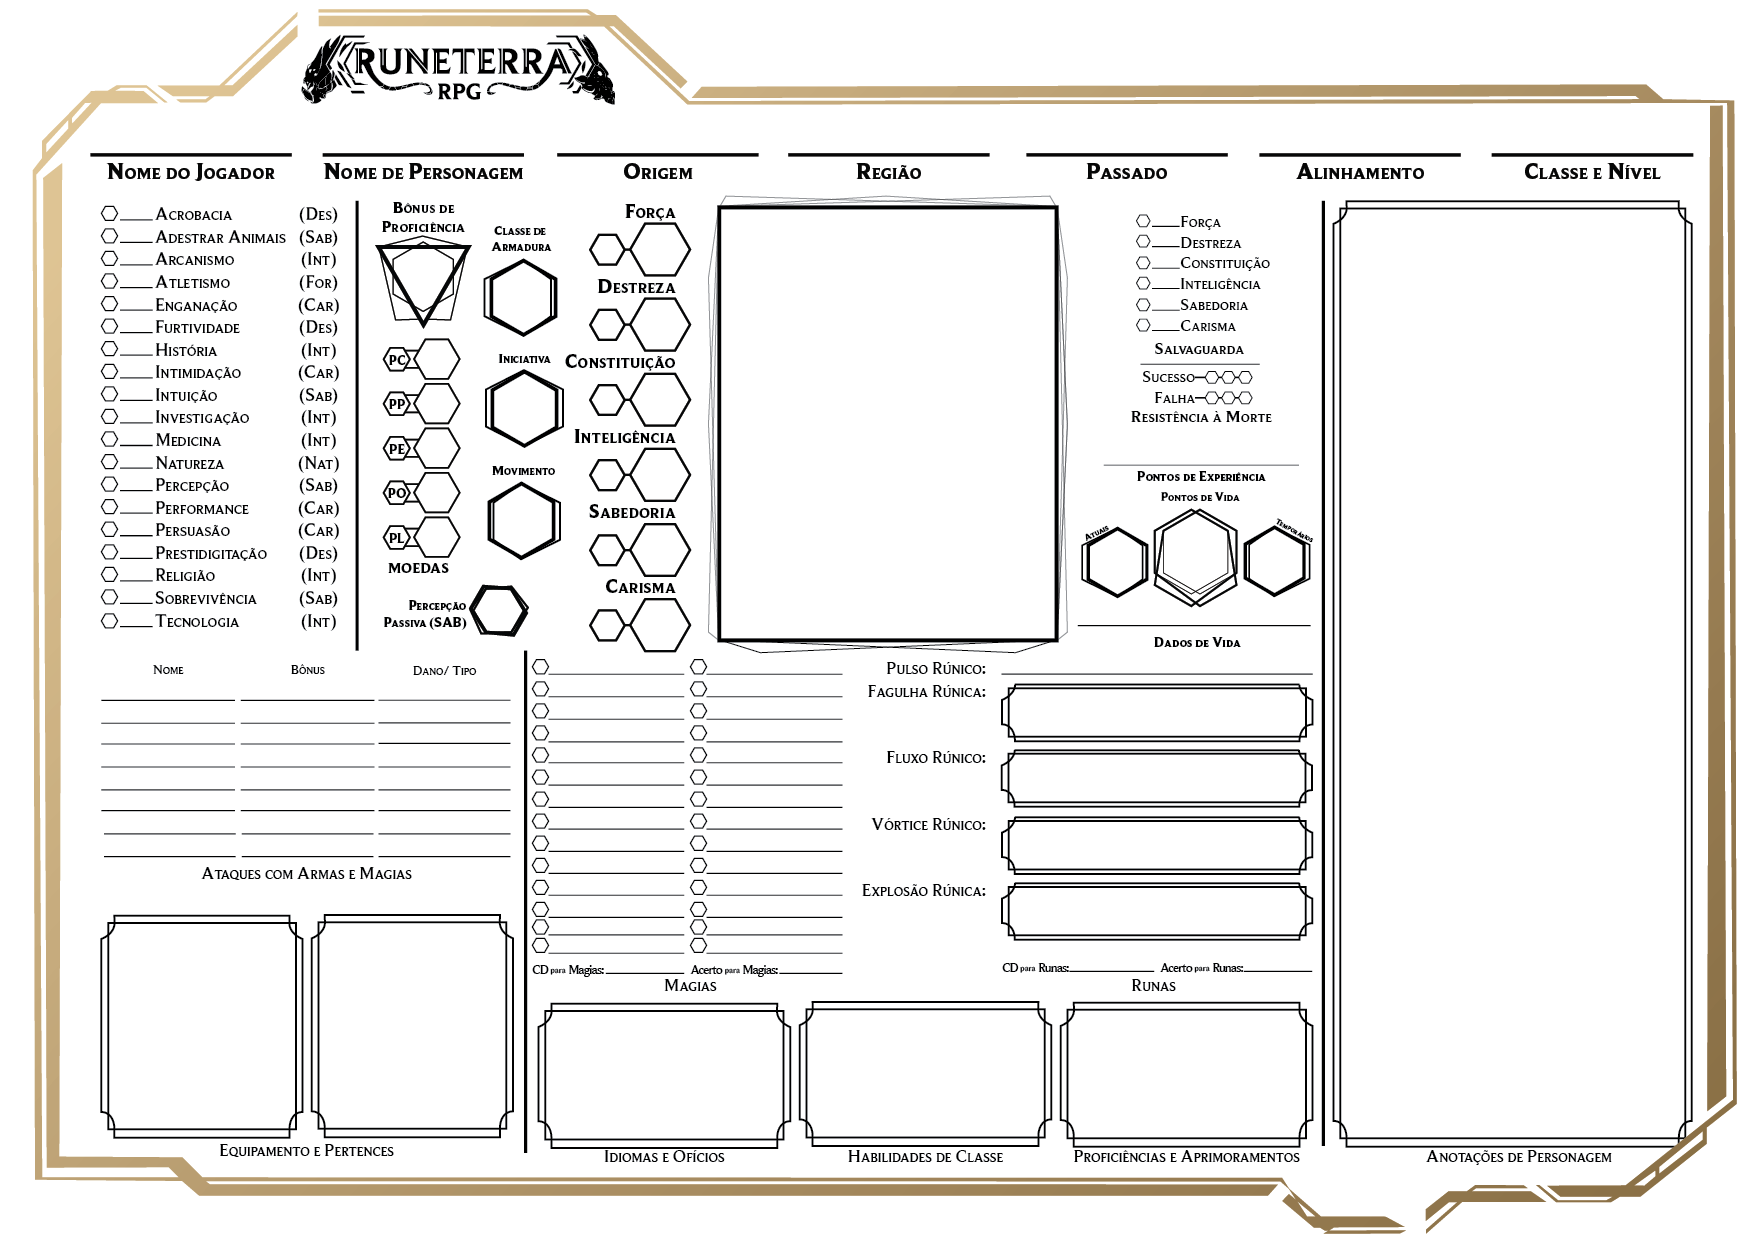 RUNETERRA
RPG
Nome do Jogador
Nome de Personagem
Origem
Região
Passado
Alinhamento
Classe e Nível
Acrobacia (Des)
Adestrar Animais (Sab)
Arcanismo (Int)
Atletismo (For)
Enganação (Car)
Furtividade (Des)
História (Int)
Intimidação (Car)
Intuição (Sab)
Investigação (Int)
Medicina (Int)
Natureza (Nat)
Percepção (Sab)
Performance (Car)
Persuasão (Car)
Prestidigitação (Des)
Religião (Int)
Sobrevivência (Sab)
Tecnologia (Int)
Bônus de
Proficiência
PC
PP
PE
PO
PL
MOEDAS
Classe de
Armadura
Iniciativa
Movimento
Percepção
Passiva (SAB)
Força
Destreza
Constituição
Inteligência
Sabedoria
Carisma
Força
Destreza
Constituição
Inteligência
Sabedoria
Carisma
Salvaguarda
Sucesso
Falha
Resistência à Morte
Pontos de Experiência
Pontos de Vida
Atuais
Temporários
Dados de Vida
Nome
Bônus
Dano/ Tipo
Ataques com Armas e Magias
Equipamento e Pertences
CD para Magias:
Acerto para Magias:
Magias
Pulso Rúnico:
Fagulha Rúnica:
Fluxo Rúnico:
Vórtice Rúnico:
Explosão Rúnica:
CD para Runas:
Acerto para Runas:
Runas
Idiomas e Ofícios
Habilidades de Classe
Proficiências e Aprimoramentos
Anotações de Personagem